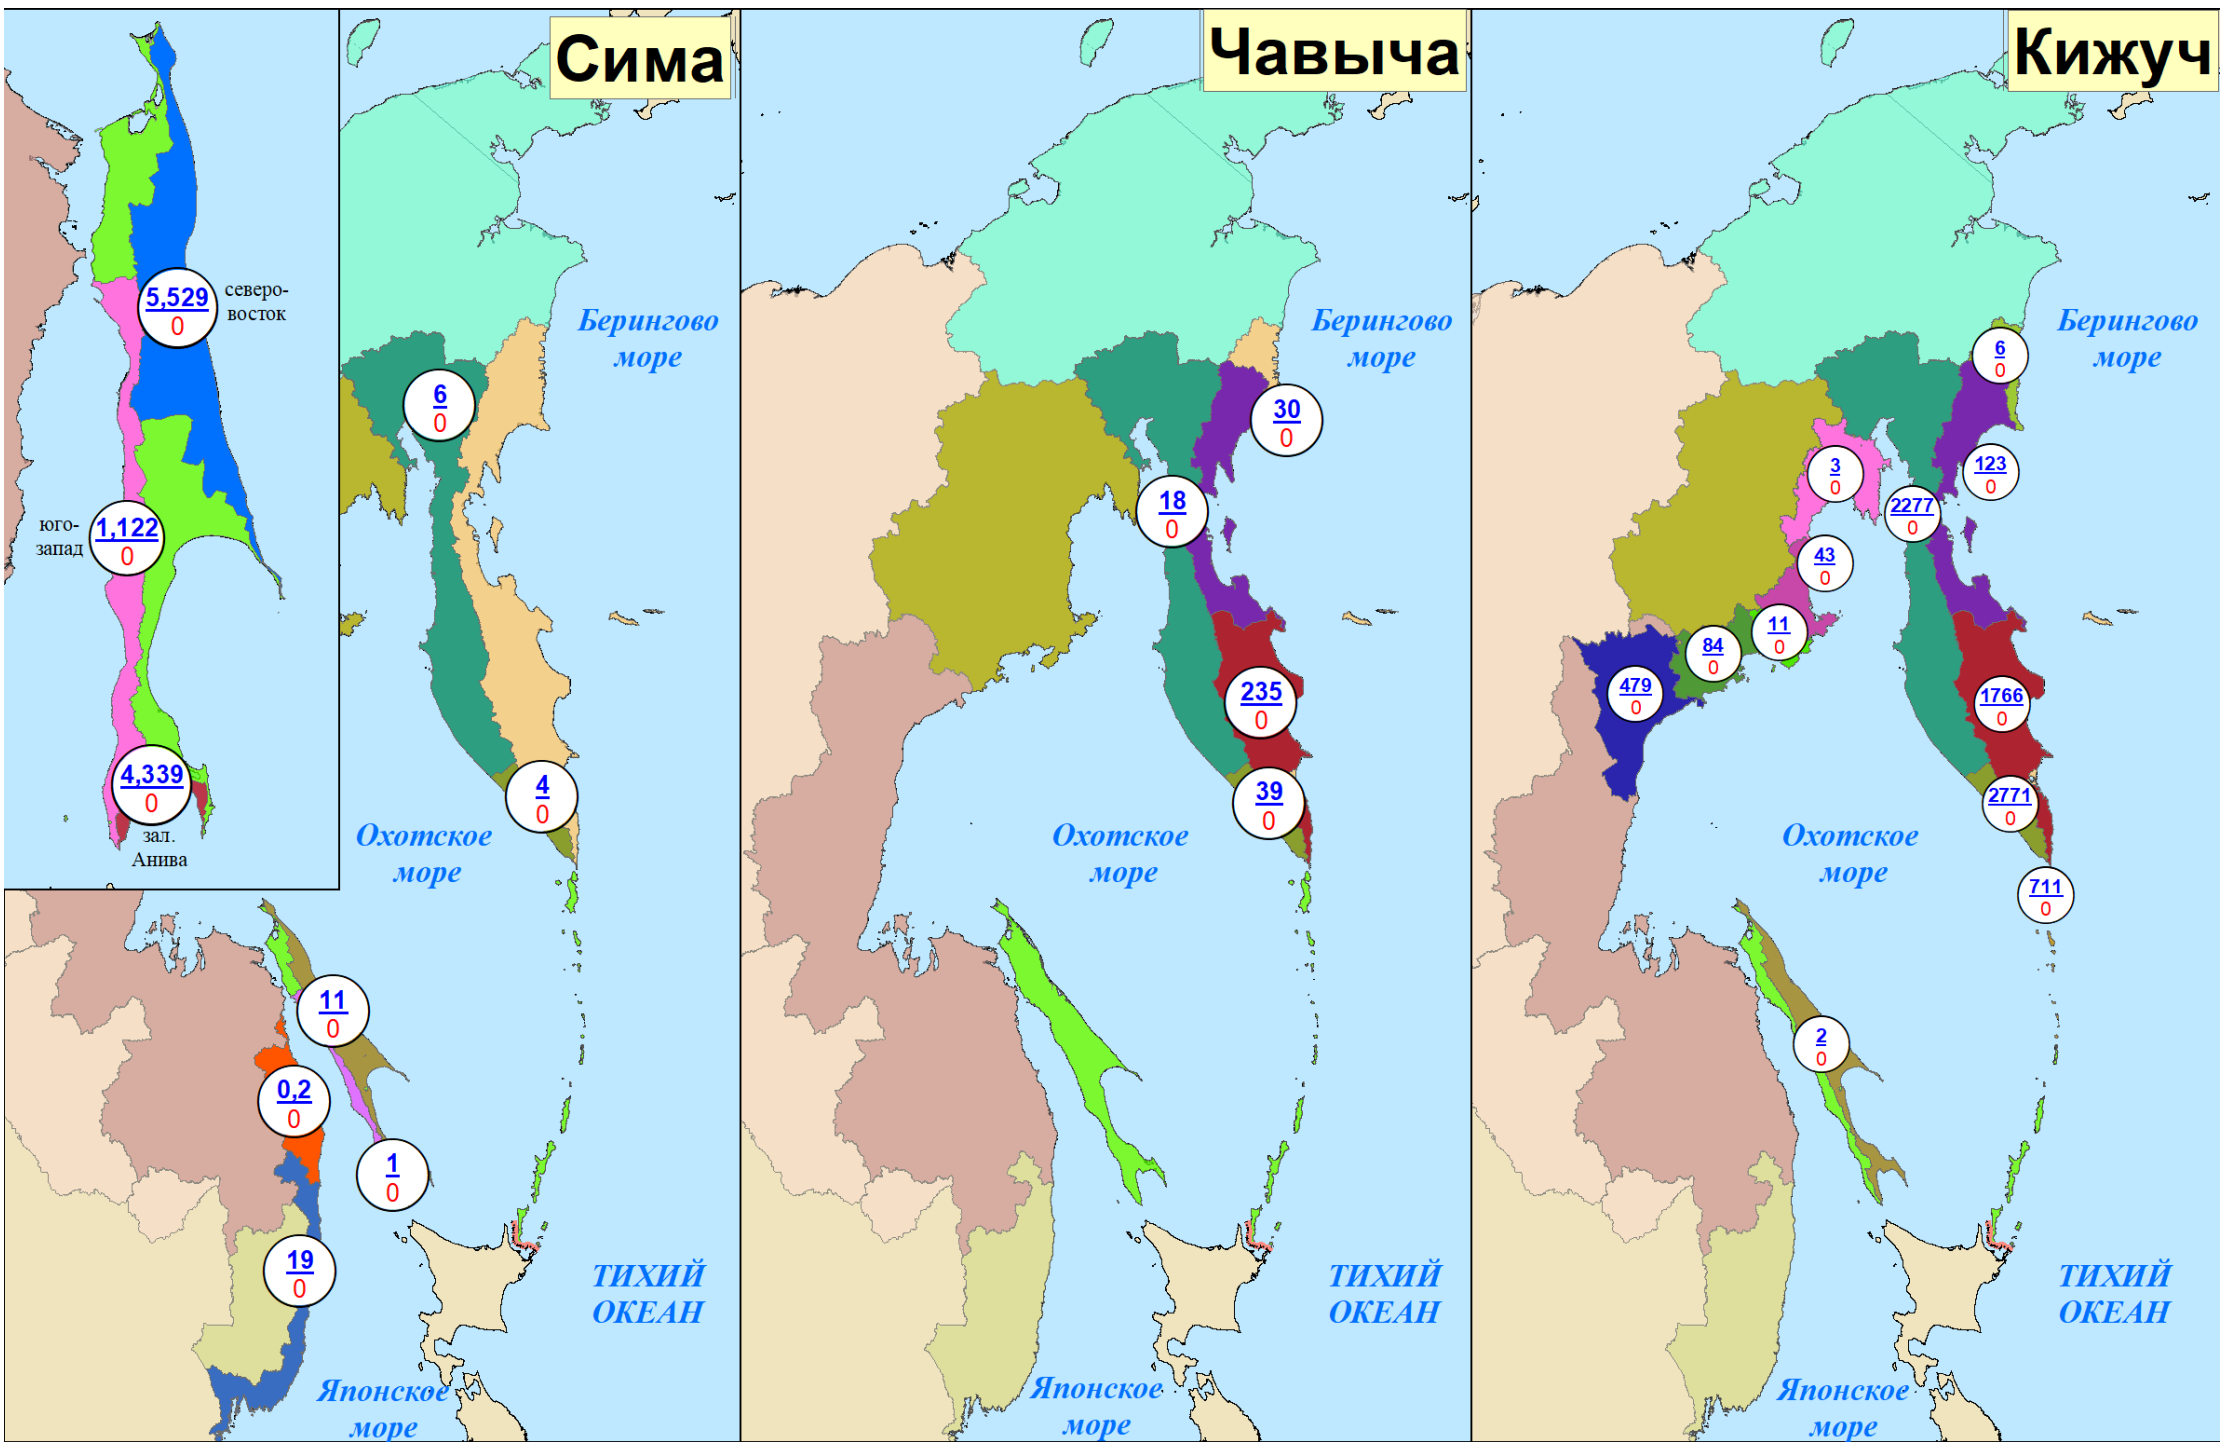 Сима
5,529
0
северо-
восток
юго-
запад
1,122
0
4,339
0
зал.
Анива
6
0
4
0
11
0
0,2
0
1
0
19
0
Берингово
море
Охотское
море
ТИХИЙ
ОКЕАН
Японское
море
Чавыча
30
0
18
0
235
0
39
0
Берингово
море
Охотское
море
ТИХИЙ
ОКЕАН
Японское
море
Кижуч
6
0
123
0
3
0
2277
0
43
0
11
0
84
0
479
0
1766
0
2771
0
711
0
2
0
Берингово
море
Охотское
море
ТИХИЙ
ОКЕАН
Японское
море